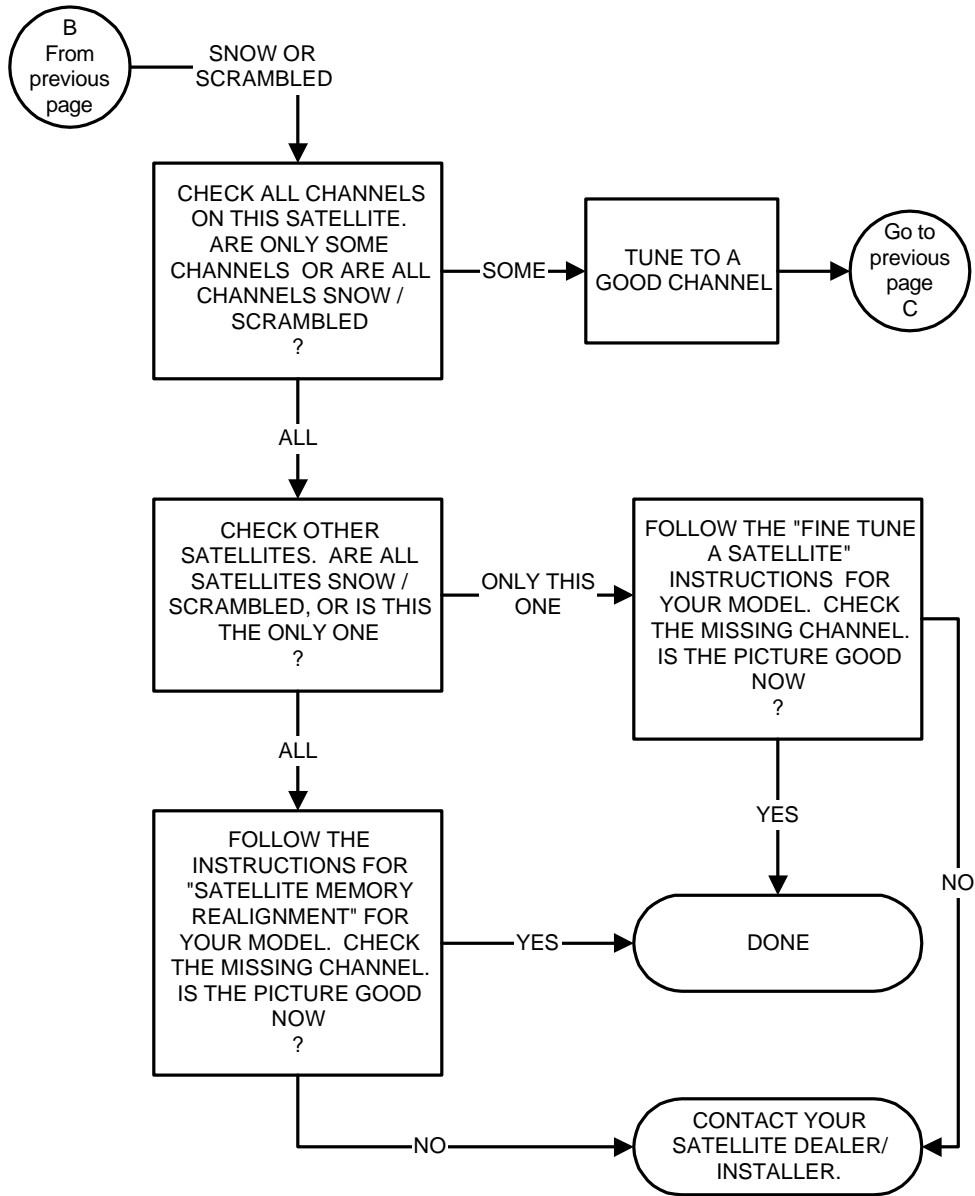 B
From
previous
page
SNOW OR
SCRAMBLED
CHECK ALL CHANNELS
ON THIS SATELLITE.
ARE ONLY SOME
CHANNELS OR ARE ALL
CHANNELS SNOW /
SCRAMBLED
?
SOME
TUNE TO A
GOOD CHANNEL
Go to
previous
page
C
ALL
CHECK OTHER
SATELLITES. ARE ALL
SATELLITES SNOW /
SCRAMBLED, OR IS THIS
THE ONLY ONE
?
ONLY THIS
ONE
FOLLOW THE "FINE TUNE
A SATELLITE"
INSTRUCTIONS FOR
YOUR MODEL. CHECK
THE MISSING CHANNEL.
IS THE PICTURE GOOD
NOW
?
ALL
YES
NO
FOLLOW THE
INSTRUCTIONS FOR
"SATELLITE MEMORY
REALIGNMENT" FOR
YOUR MODEL. CHECK
THE MISSING CHANNEL.
IS THE PICTURE GOOD
NOW
?
YES
DONE
NO
CONTACT YOUR
SATELLITE DEALER/
INSTALLER.